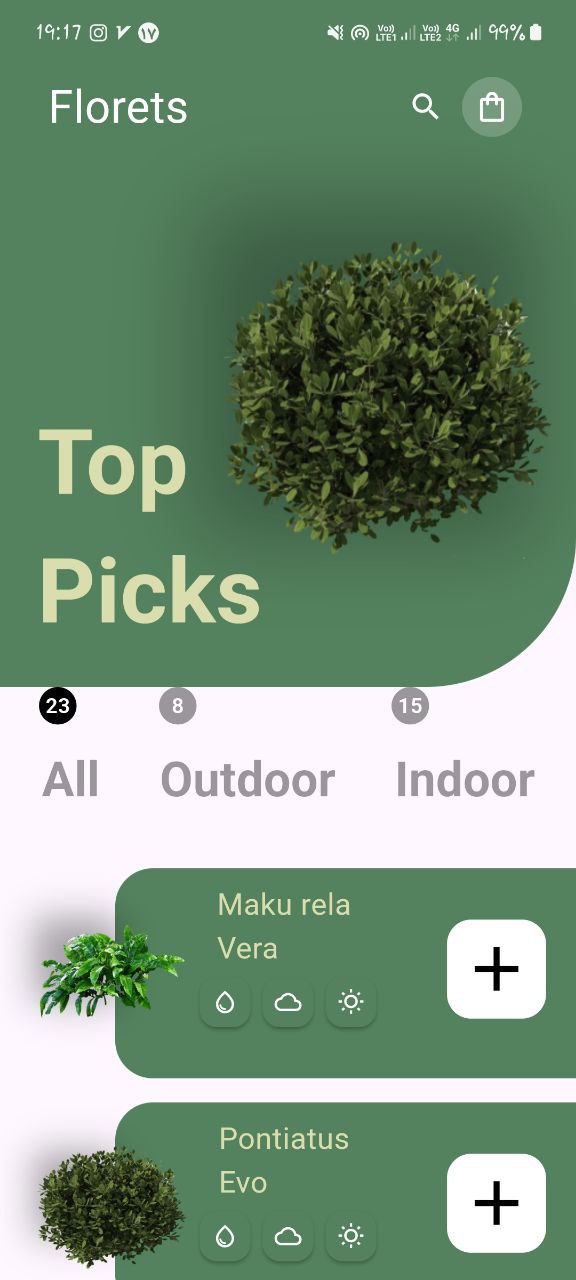 19:17 ۱۷ Vo)) LTE1 Vo)) LTE2 4G 99%
Florets
Top
Picks
23 8 15
All Outdoor Indoor
Maku rela
Vera
Pontiatus
Evo